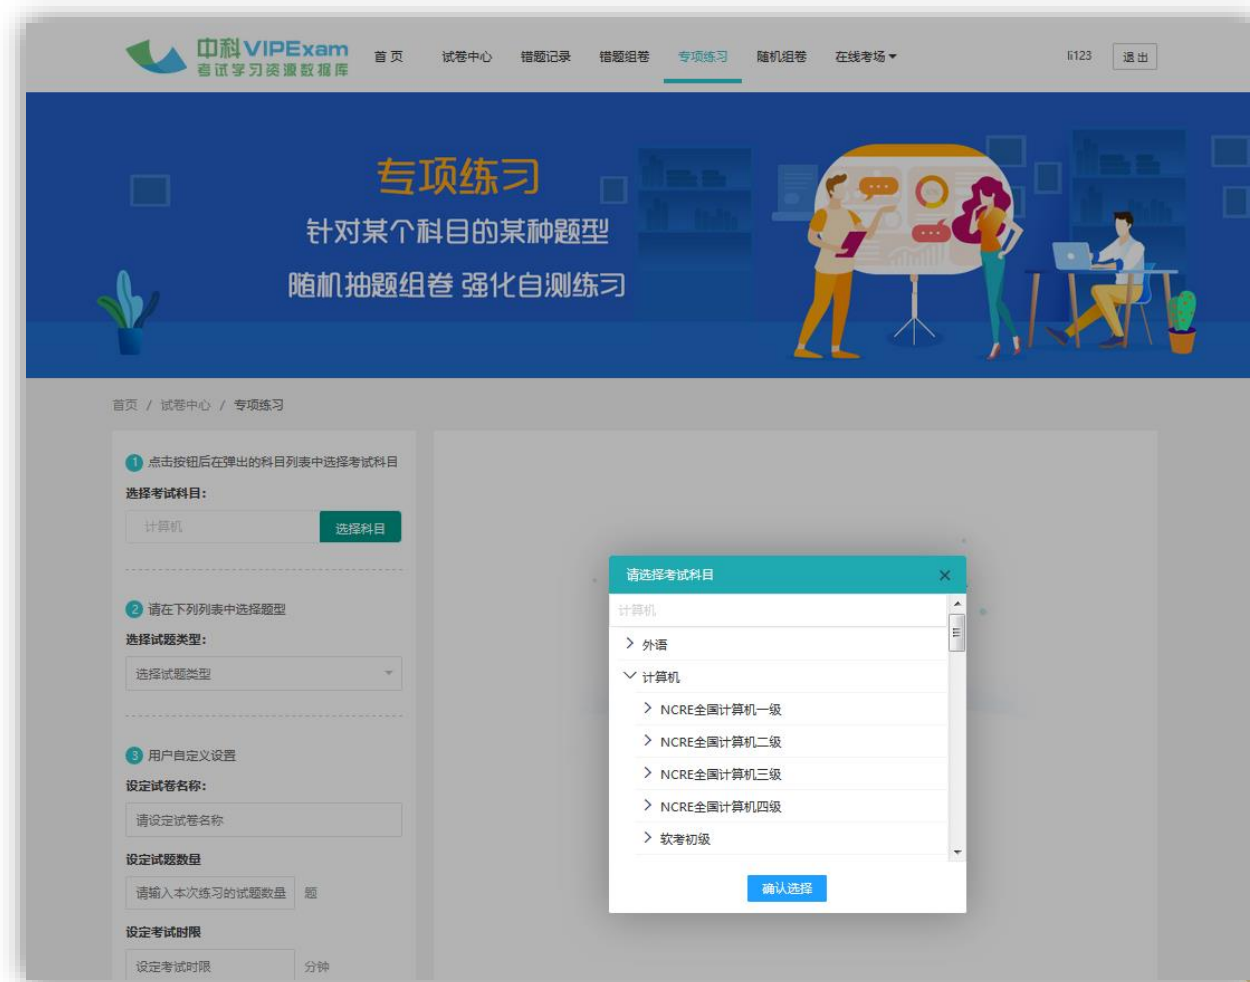 中科VIPExam
考试学习资源数据库
首页 试卷中心 错题记录 错题组卷 专项练习 随机组卷 在线考场 li123 退出
专项练习
针对某个科目的某种题型
随机抽题组卷 强化自测练习
首页 / 试卷中心 / 专项练习
1 点击按钮后在弹出的科目列表中选择考试科目
选择考试科目:
计算机 选择科目
2 请在下列列表中选择题型
选择试题类型:
选择试题类型
3 用户自定义设置
设定试卷名称:
请设定试卷名称
设定试题数量
请输入本次练习的试题数量 题
设定考试时限
设定考试时限 分钟
请选择考试科目
计算机
外语
计算机
NCRE全国计算机一级
NCRE全国计算机二级
NCRE全国计算机三级
NCRE全国计算机四级
软考初级
确认选择